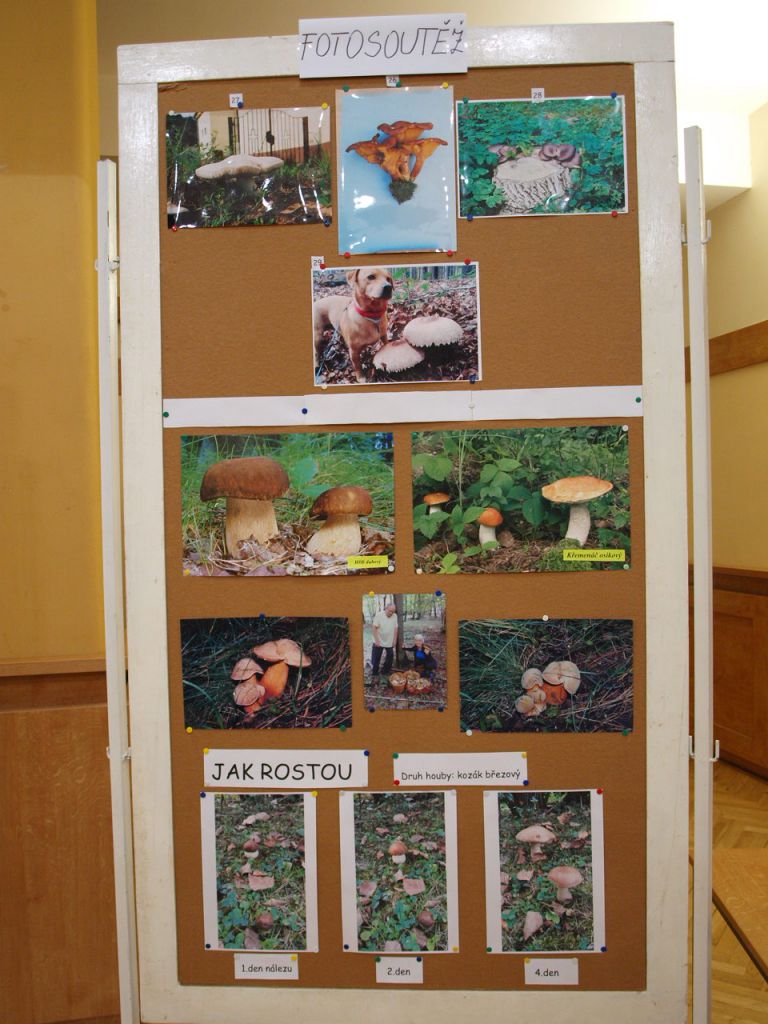 FOTOSOUTĚŽ
27
26
28
29
Hřib dubový
Křemenáč osikový
JAK ROSTOU
Druh houby: kozák březový
1.den nálezu
2.den
4.den